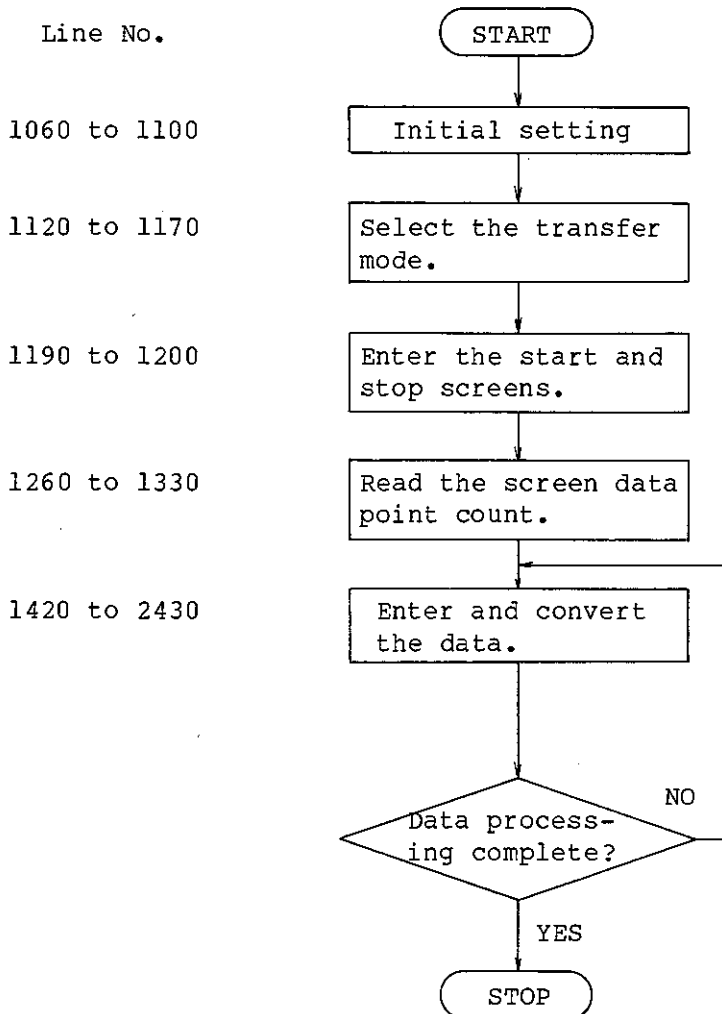 Line No.
START
1060 to 1100
Initial setting
1120 to 1170
Select the transfer
mode.
1190 to 1200
Enter the start and
stop screens.
1260 to 1330
Read the screen data
point count.
1420 to 2430
Enter and convert
the data.
NO
Data process-
ing complete?
YES
STOP